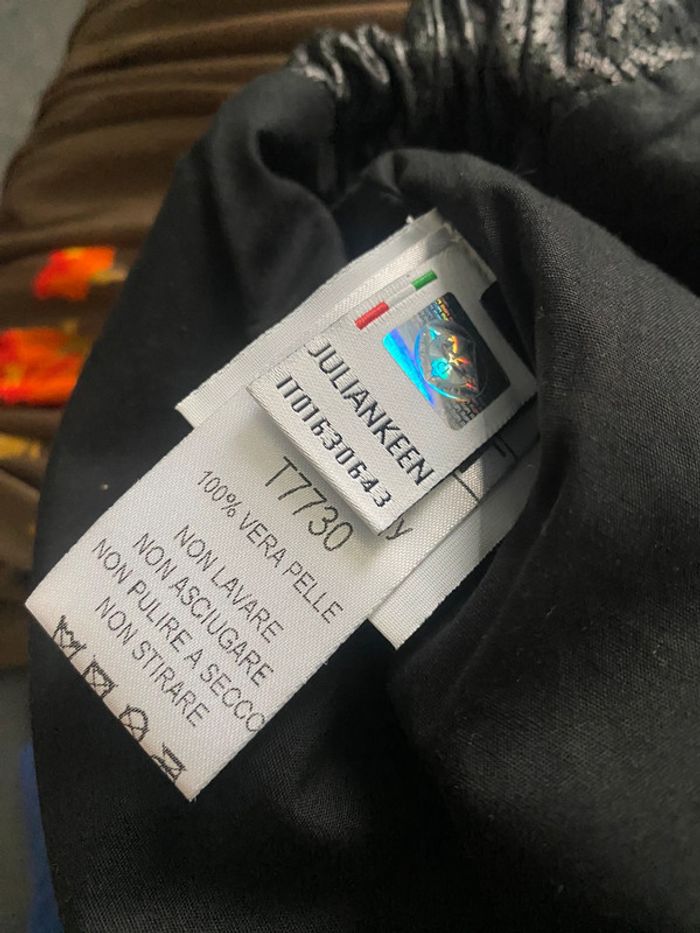 JULIANKEEN
IT01630643
T7730
100% VERA PELLE
NON LAVARE
NON ASCIUGARE
NON PULIRE A SECCO
NON STIRARE